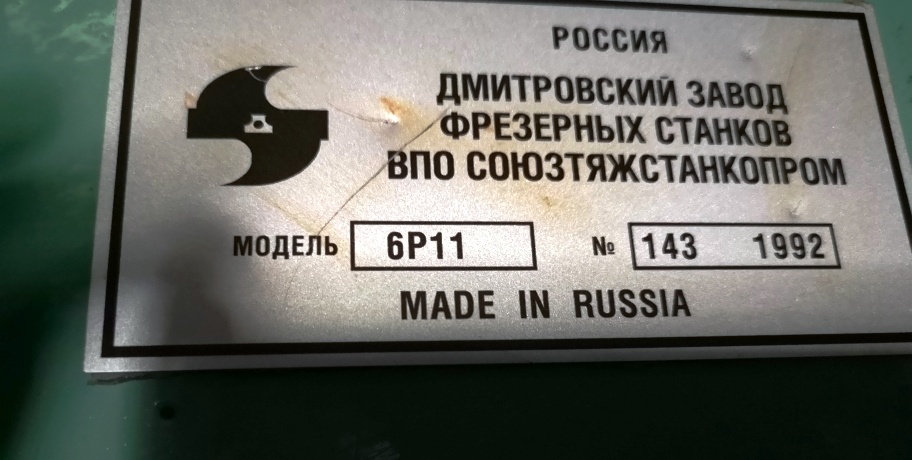 РОССИЯ
ДМИТРОВСКИЙ ЗАВОД
ФРЕЗЕРНЫХ СТАНКОВ
ВПО СОЮЗТЯЖСТАНКОПРОМ
МОДЕЛЬ 6Р11 № 143 1992
MADE IN RUSSIA